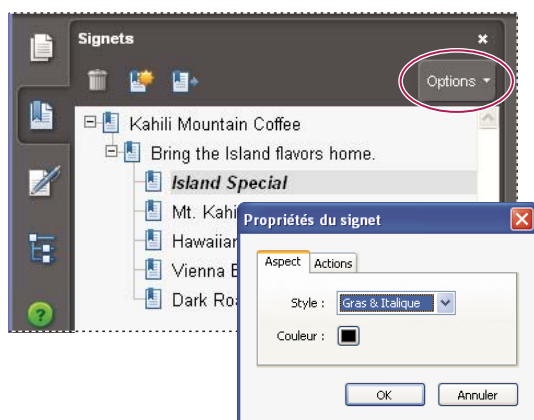 Signets
Options
Kahili Mountain Coffee
Bring the Island flavors home.
Island Special
Mt. Kahi
Hawaiian
Vienna
Dark Ro
Propriétés du signet
Aspect
Actions
Style :
Gras & Italique
Couleur :
OK
Annuler
?